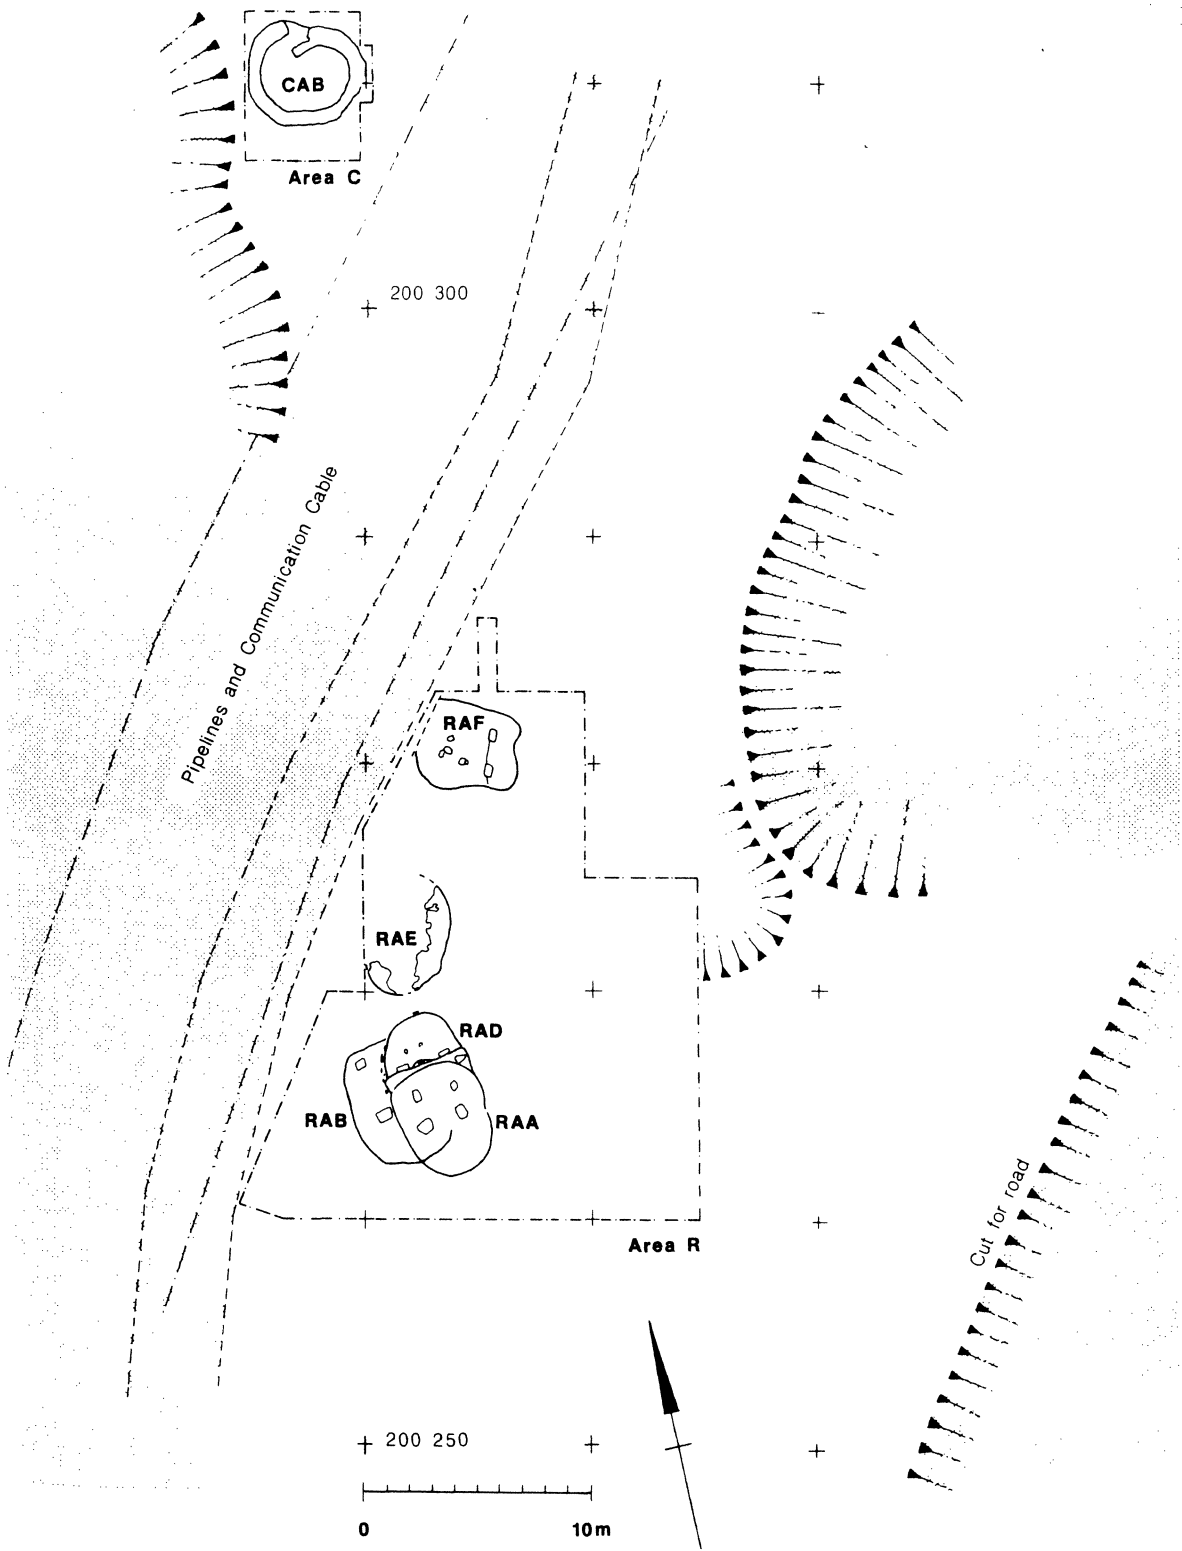 CAB
Area C
200 300
Pipelines and Communication Cable
RAF
RAE
RAD
RAB
RAA
Cut for road
Area R
200 250
0 10m